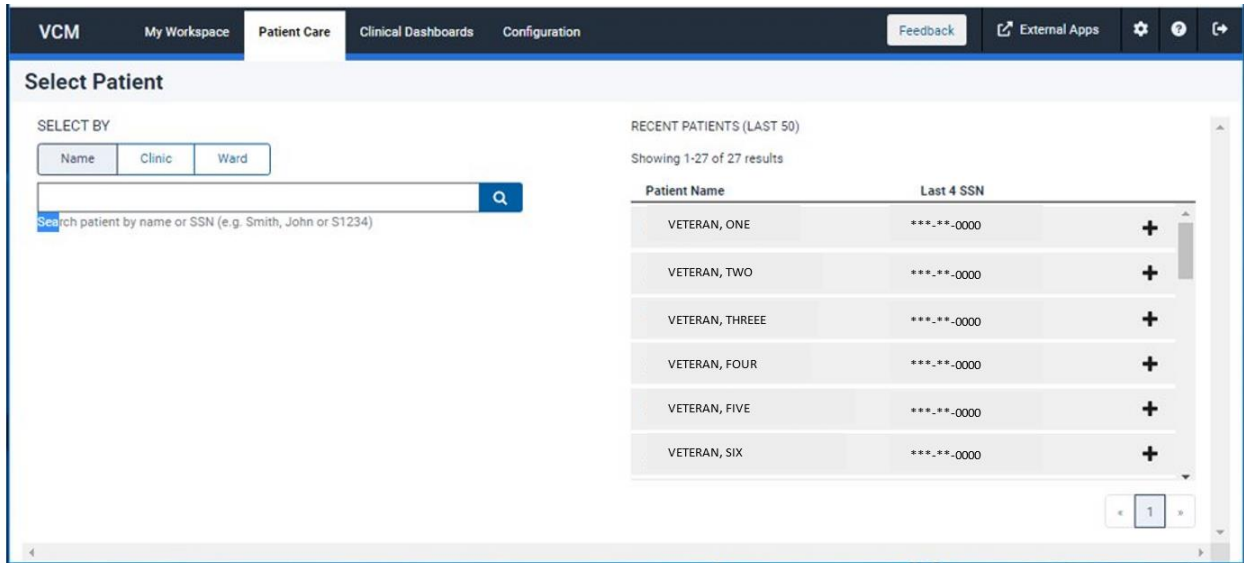 VCM My Workspace Patient Care Clinical Dashboards Configuration Feedback External Apps
Select Patient
SELECT BY
Name Clinic Ward
Search patient by name or SSN (e.g. Smith, John or S1234)
RECENT PATIENTS (LAST 50)
Showing 1-27 of 27 results
Patient Name Last 4 SSN
VETERAN, ONE ***-**-0000
VETERAN, TWO ***-**-0000
VETERAN, THREEE ***-**-0000
VETERAN, FOUR ***-**-0000
VETERAN, FIVE ***-**-0000
VETERAN, SIX ***-**-0000
« 1 »